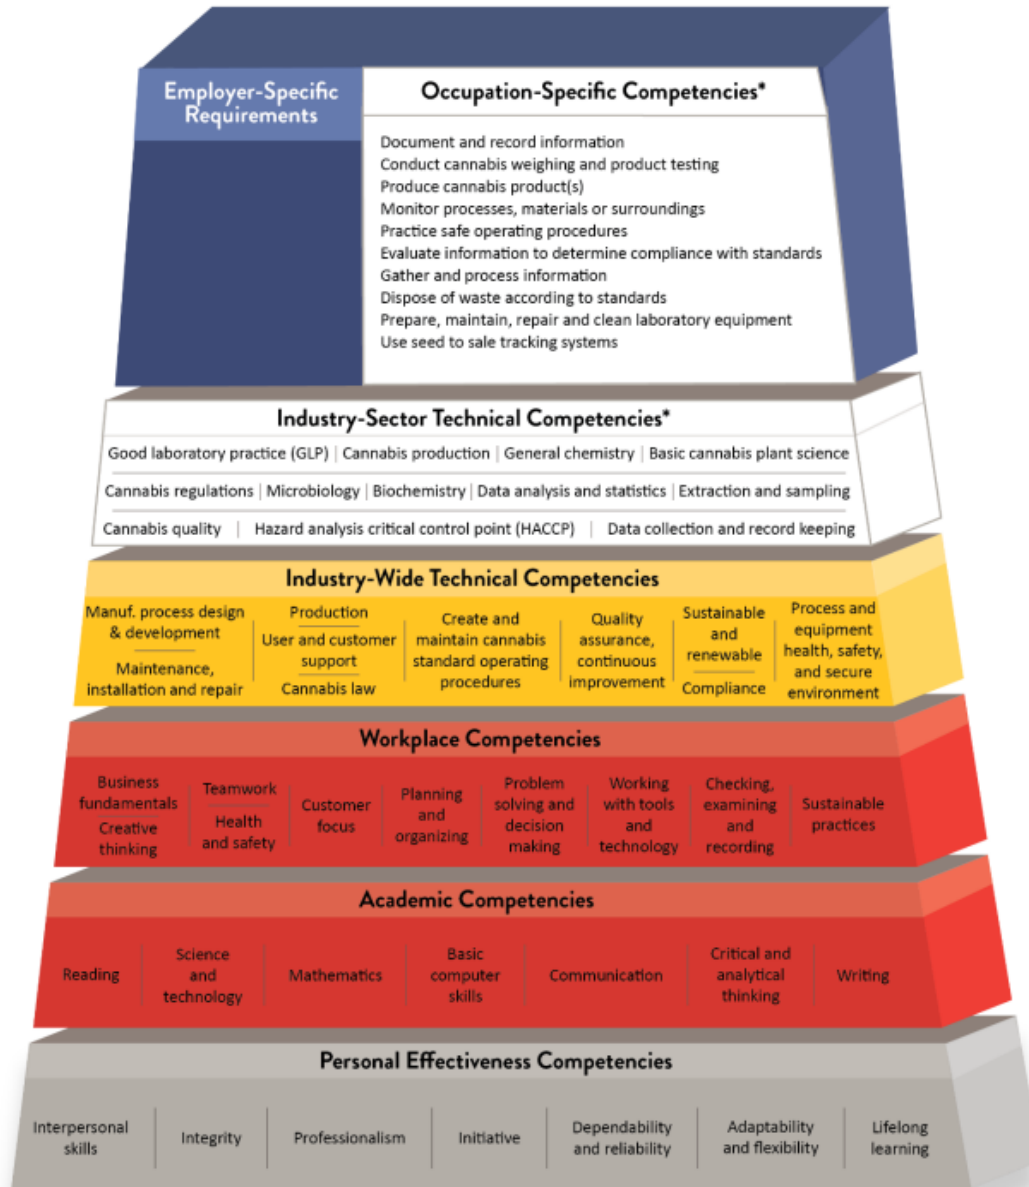 Employer-Specific
Requirements
Occupation-Specific Competencies*
Document and record information
Conduct cannabis weighing and product testing
Produce cannabis product(s)
Monitor processes, materials or surroundings
Practice safe operating procedures
Evaluate information to determine compliance with standards
Gather and process information
Dispose of waste according to standards
Prepare, maintain, repair and clean laboratory equipment
Use seed to sale tracking systems
Industry-Sector Technical Competencies*
Good laboratory practice (GLP) | Cannabis production | General chemistry | Basic cannabis plant science
Cannabis regulations | Microbiology | Biochemistry | Data analysis and statistics | Extraction and sampling
Cannabis quality | Hazard analysis critical control point (HACCP) | Data collection and record keeping
Industry-Wide Technical Competencies
Manuf. process design
& development
Maintenance,
installation and repair
Production
User and customer
support
Cannabis law
Create and
maintain cannabis
standard operating
procedures
Quality
assurance,
continuous
improvement
Sustainable
and
renewable
Compliance
Process and
equipment
health, safety,
and secure
environment
Workplace Competencies
Business
fundamentals
Creative
thinking
Teamwork
Health
and safety
Customer
focus
Planning
and
organizing
Problem
solving and
decision
making
Working
with tools
and
technology
Checking,
examining
and
recording
Sustainable
practices
Academic Competencies
Reading
Science
and
technology
Mathematics
Basic
computer
skills
Communication
Critical and
analytical
thinking
Writing
Personal Effectiveness Competencies
Interpersonal
skills
Integrity
Professionalism
Initiative
Dependability
and reliability
Adaptability
and flexibility
Lifelong
learning